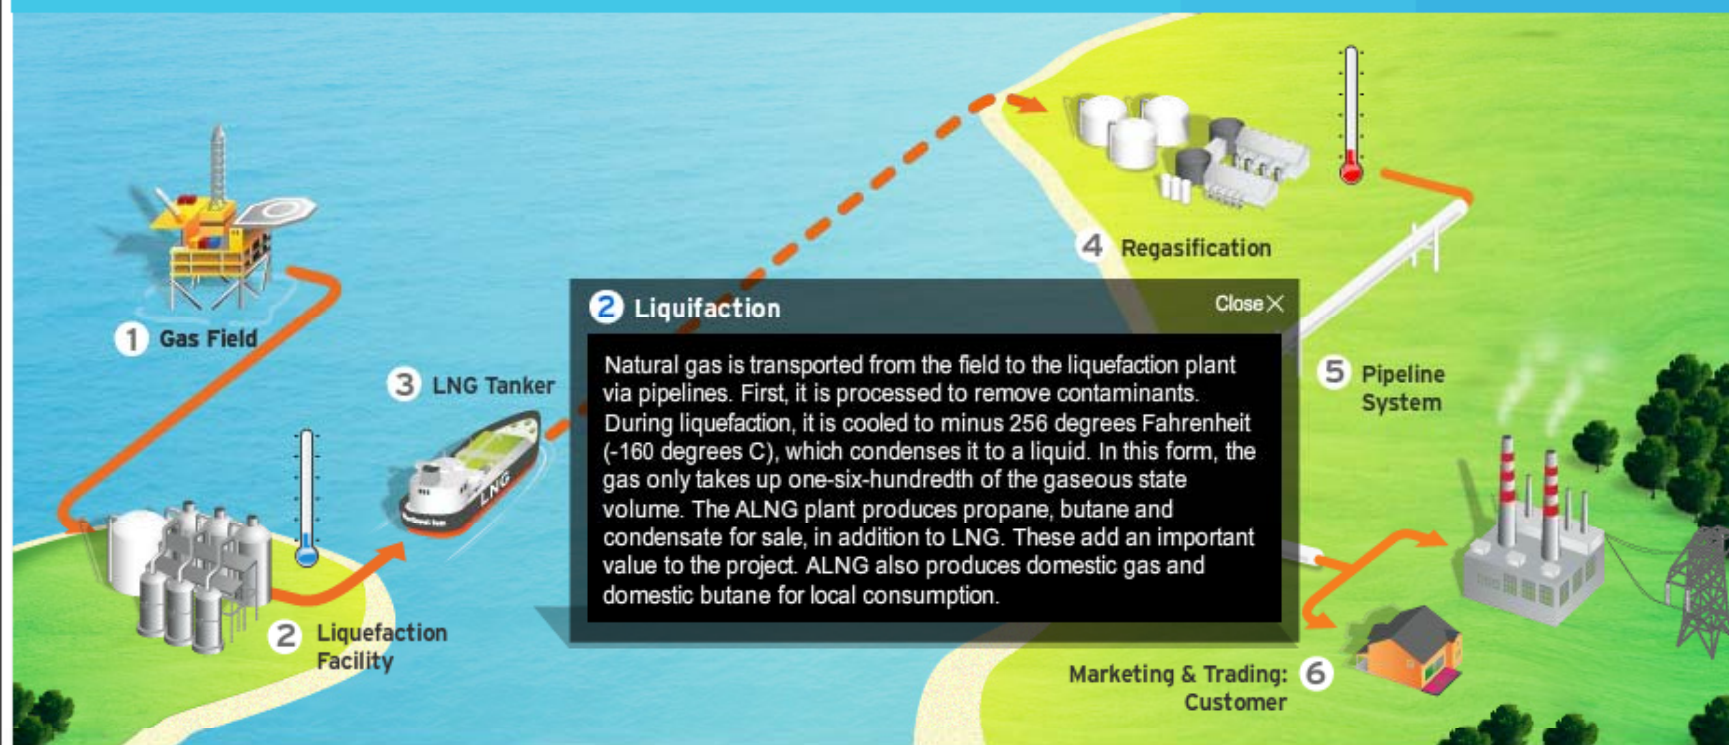 4 Regasification
2 Liquifaction
Close X
1 Gas Field
Natural gas is transported from the field to the liquefaction plant
via pipelines. First, it is processed to remove contaminants.
During liquefaction, it is cooled to minus 256 degrees Fahrenheit
(-160 degrees C), which condenses it to a liquid. In this form, the
gas only takes up one-six-hundredth of the gaseous state
volume. The ALNG plant produces propane, butane and
condensate for sale, in addition to LNG. These add an important
value to the project. ALNG also produces domestic gas and
domestic butane for local consumption.
3 LNG Tanker
LNG
5 Pipeline
System
2 Liquefaction
Facility
Marketing & Trading: 6
Customer